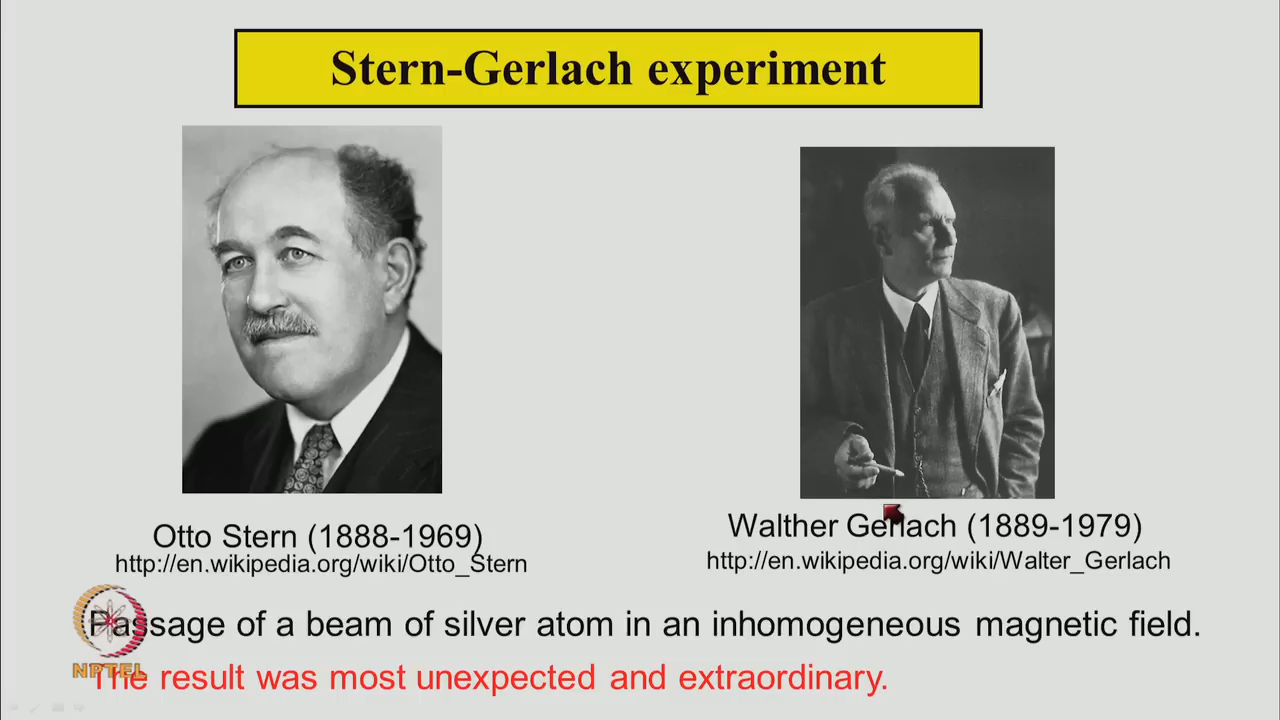 Stern-Gerlach experiment
Otto Stern (1888-1969)
http://en.wikipedia.org/wiki/Otto_Stern
Walther Gerlach (1889-1979)
http://en.wikipedia.org/wiki/Walter_Gerlach
Passage of a beam of silver atom in an inhomogeneous magnetic field.
The result was most unexpected and extraordinary.
NPTEL